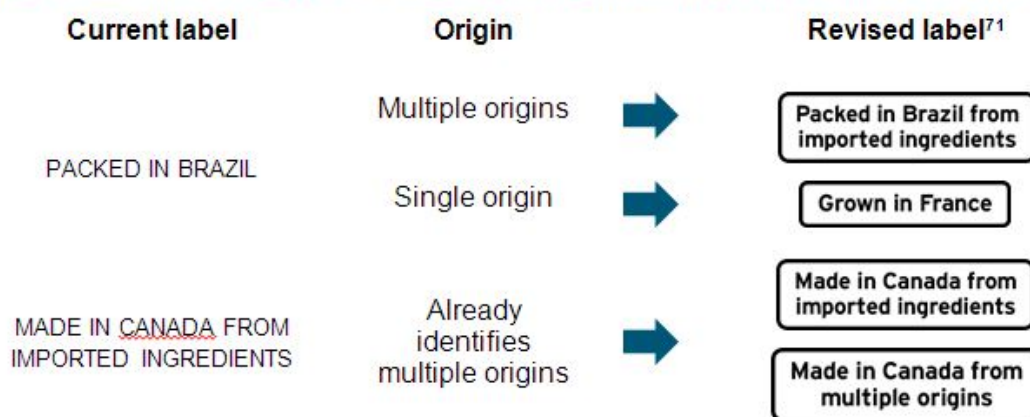 Current label
Origin
Revised label71
PACKED IN BRAZIL
Multiple origins
Packed in Brazil from
imported ingredients
Single origin
Grown in France
MADE IN CANADA FROM
IMPORTED INGREDIENTS
Already
identifies
multiple origins
Made in Canada from
imported ingredients
Made in Canada from
multiple origins